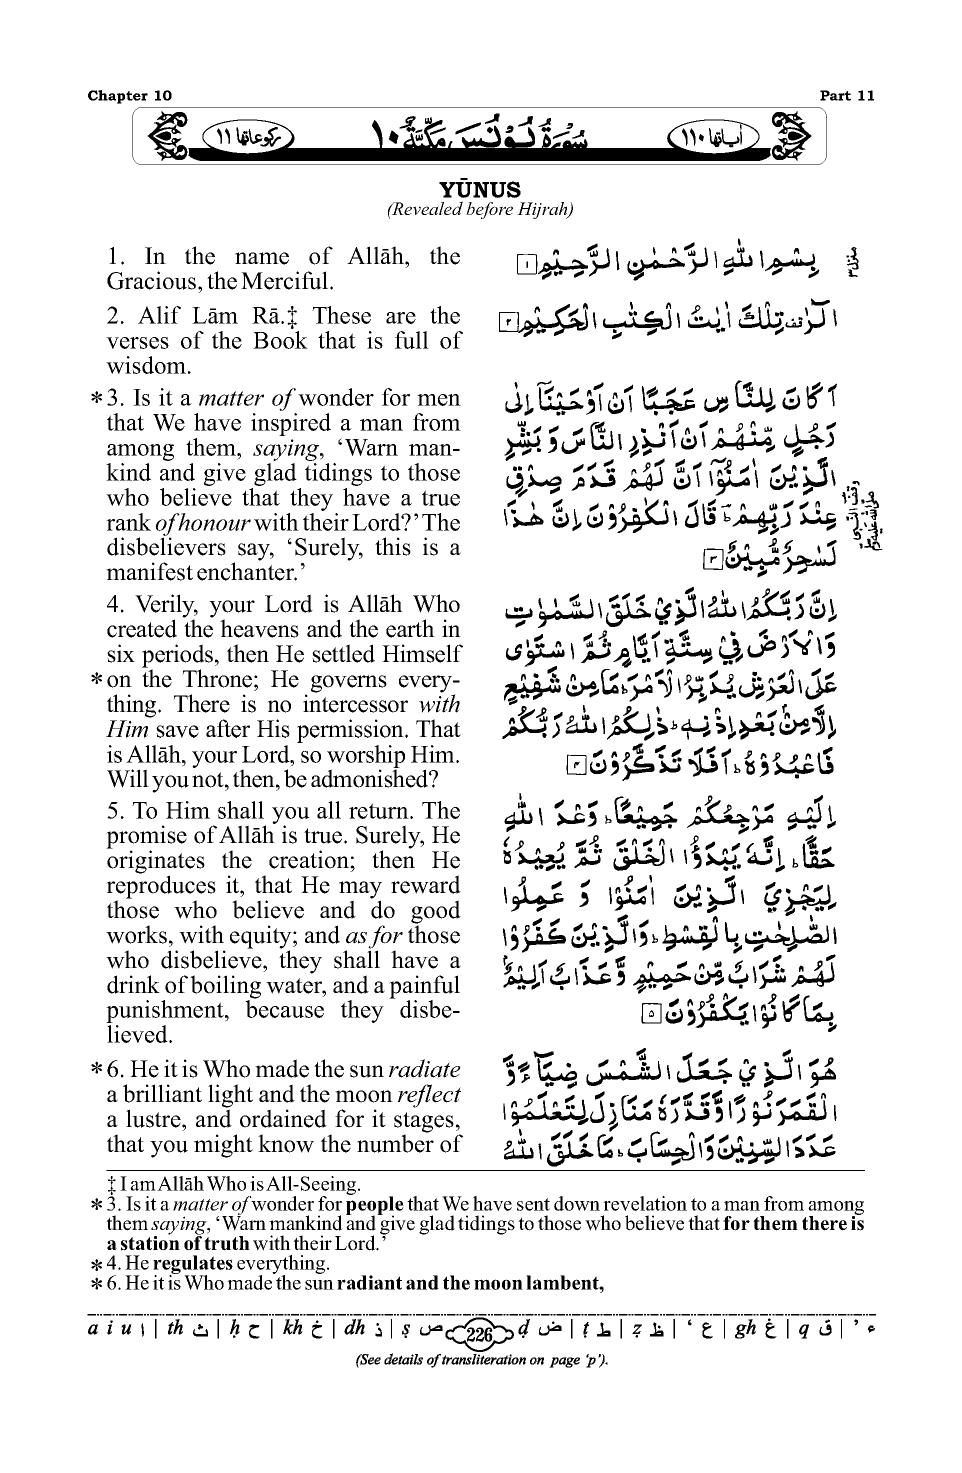 Chapter 10
Part 11
رکوعاتها ١١
سُوْرَةُ يُوْنُسَ مَكِّيَّةٌ ١٠
اٰیاتها ١١٠
YŪNUS
(Revealed before Hijrah)
1. In the name of Allāh, the
Gracious, the Merciful.
2. Alif Lām Rā.‡ These are the
verses of the Book that is full of
wisdom.
*3. Is it a matter of wonder for men
that We have inspired a man from
among them, saying, ‘Warn man-
kind and give glad tidings to those
who believe that they have a true
rank of honour with their Lord?’ The
disbelievers say, ‘Surely, this is a
manifest enchanter.’
4. Verily, your Lord is Allāh Who
created the heavens and the earth in
six periods, then He settled Himself
*on the Throne; He governs every-
thing. There is no intercessor with
Him save after His permission. That
is Allāh, your Lord, so worship Him.
Will you not, then, be admonished?
5. To Him shall you all return. The
promise of Allāh is true. Surely, He
originates the creation; then He
reproduces it, that He may reward
those who believe and do good
works, with equity; and as for those
who disbelieve, they shall have a
drink of boiling water, and a painful
punishment, because they disbe-
lieved.
*6. He it is Who made the sun radiate
a brilliant light and the moon reflect
a lustre, and ordained for it stages,
that you might know the number of
بِسْمِ اللّٰهِ الرَّحْمٰنِ الرَّحِيْمِ ١
الٓرٰ تِلْكَ اٰيٰتُ الْكِتٰبِ الْحَكِيْمِ ٢
اَكَانَ لِلنَّاسِ عَجَبًا اَنْ اَوْحَيْنَآ اِلٰى
رَجُلٍ مِّنْهُمْ اَنْ اَنْذِرِ النَّاسَ وَبَشِّرِ
الَّذِيْنَ اٰمَنُوْٓا اَنَّ لَهُمْ قَدَمَ صِدْقٍ
عِنْدَ رَبِّهِمْ ؔ قَالَ الْكٰفِرُوْنَ اِنَّ هٰذَا
لَسٰحِرٌ مُّبِيْنٌ ٣
اِنَّ رَبَّكُمُ اللّٰهُ الَّذِيْ خَلَقَ السَّمٰوٰتِ
وَالْاَرْضَ فِيْ سِتَّةِ اَيَّامٍ ثُمَّ اسْتَوٰى
عَلَى الْعَرْشِ يُدَبِّرُ الْاَمْرَ ؕ مَا مِنْ شَفِيْعٍ
اِلَّا مِنْۢ بَعْدِ اِذْنِهٖ ؕ ذٰلِكُمُ اللّٰهُ رَبُّكُمْ
فَاعْبُدُوْهُ ؕ اَفَلَا تَذَكَّرُوْنَ ٤
اِلَيْهِ مَرْجِعُكُمْ جَمِيْعًا ؕ وَعْدَ اللّٰهِ
حَقًّا ؕ اِنَّهٗ يَبْدَؤُا الْخَلْقَ ثُمَّ يُعِيْدُهٗ
لِيَجْزِيَ الَّذِيْنَ اٰمَنُوْا وَ عَمِلُوا
الصّٰلِحٰتِ بِالْقِسْطِ ؕ وَالَّذِيْنَ كَفَرُوْا
لَهُمْ شَرَابٌ مِّنْ حَمِيْمٍ وَّعَذَابٌ اَلِيْمٌۢ
بِمَا كَانُوْا يَكْفُرُوْنَ ٥
هُوَ الَّذِيْ جَعَلَ الشَّمْسَ ضِيَآءً وَّ
الْقَمَرَ نُوْرًا وَّقَدَّرَهٗ مَنَازِلَ لِتَعْلَمُوْا
عَدَدَ السِّنِيْنَ وَالْحِسَابَ ؕ مَا خَلَقَ اللّٰهُ
‡ I am Allāh Who is All-Seeing.
* 3. Is it a matter of wonder for people that We have sent down revelation to a man from among
them saying, ‘Warn mankind and give glad tidings to those who believe that for them there is
a station of truth with their Lord.’
* 4. He regulates everything.
* 6. He it is Who made the sun radiant and the moon lambent,
a i u ا | th ث | ḥ ح | kh خ | dh ذ | ṣ ص 226 ḍ ض | ṭ ط | ẓ ظ | ‘ ع | gh غ | q ق | ’ ء
(See details of transliteration on page ‘p’).